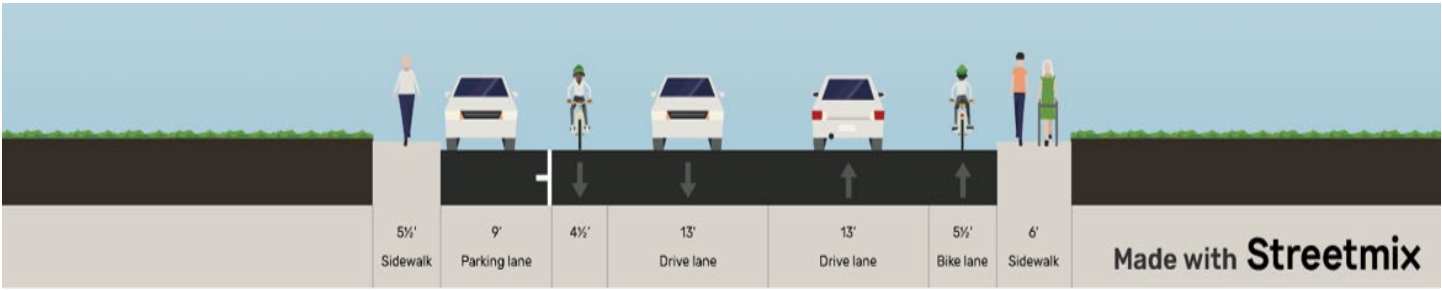 5½' 9' 4½' 13' 13' 5½' 6'
Sidewalk Parking lane Drive lane Drive lane Bike lane Sidewalk
Made with Streetmix